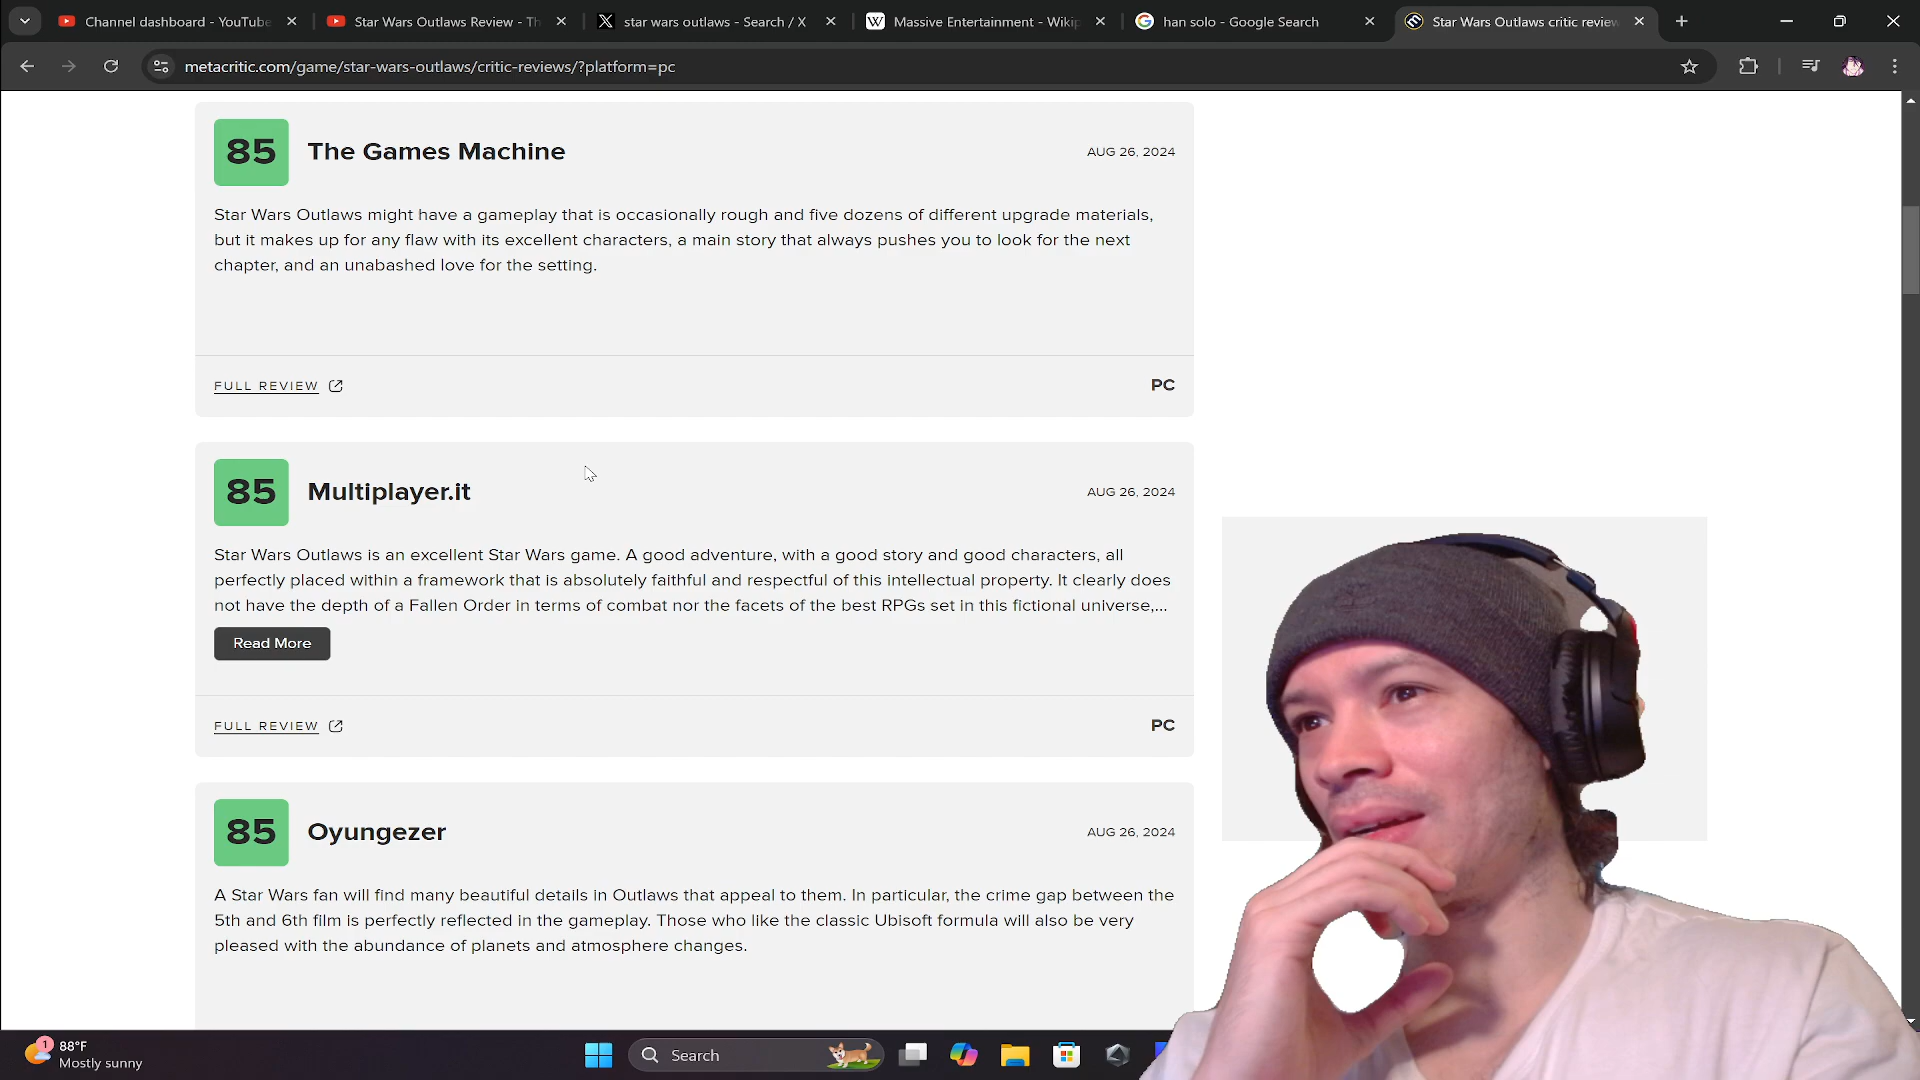 Channel dashboard - YouTube
Star Wars Outlaws Review - Th
star wars outlaws - Search / X
Massive Entertainment - Wikip
han solo - Google Search
Star Wars Outlaws critic review
metacritic.com/game/star-wars-outlaws/critic-reviews/?platform=pc
85 The Games Machine AUG 26, 2024
Star Wars Outlaws might have a gameplay that is occasionally rough and five dozens of different upgrade materials,
but it makes up for any flaw with its excellent characters, a main story that always pushes you to look for the next
chapter, and an unabashed love for the setting.
FULL REVIEW PC
85 Multiplayer.it AUG 26, 2024
Star Wars Outlaws is an excellent Star Wars game. A good adventure, with a good story and good characters, all
perfectly placed within a framework that is absolutely faithful and respectful of this intellectual property. It clearly does
not have the depth of a Fallen Order in terms of combat nor the facets of the best RPGs set in this fictional universe,...
Read More
FULL REVIEW PC
85 Oyungezer AUG 26, 2024
A Star Wars fan will find many beautiful details in Outlaws that appeal to them. In particular, the crime gap between the
5th and 6th film is perfectly reflected in the gameplay. Those who like the classic Ubisoft formula will also be very
pleased with the abundance of planets and atmosphere changes.
1
88°F
Mostly sunny
Search